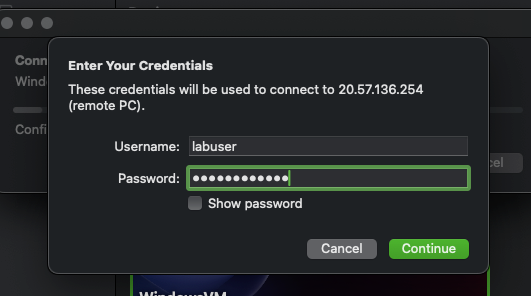 Conn
Windo
Confi
cel
Enter Your Credentials
These credentials will be used to connect to 20.57.136.254
(remote PC).
Username: labuser
Password: ●●●●●●●●●●●●
Show password
Cancel Continue
WindowsVM